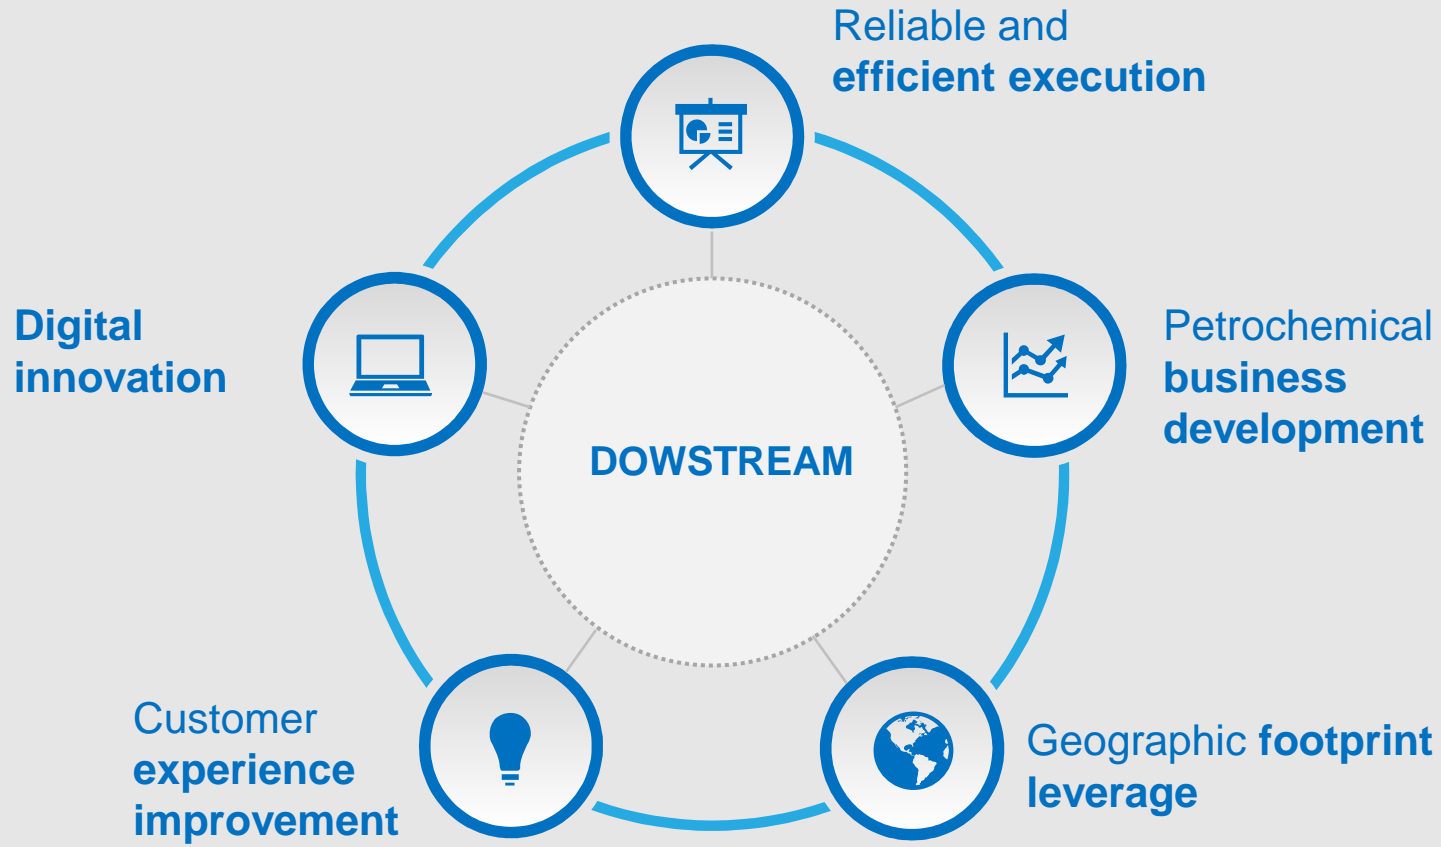 Reliable and
efficient execution
Digital
innovation
Petrochemical
business
development
DOWSTREAM
Customer
experience
improvement
Geographic footprint
leverage